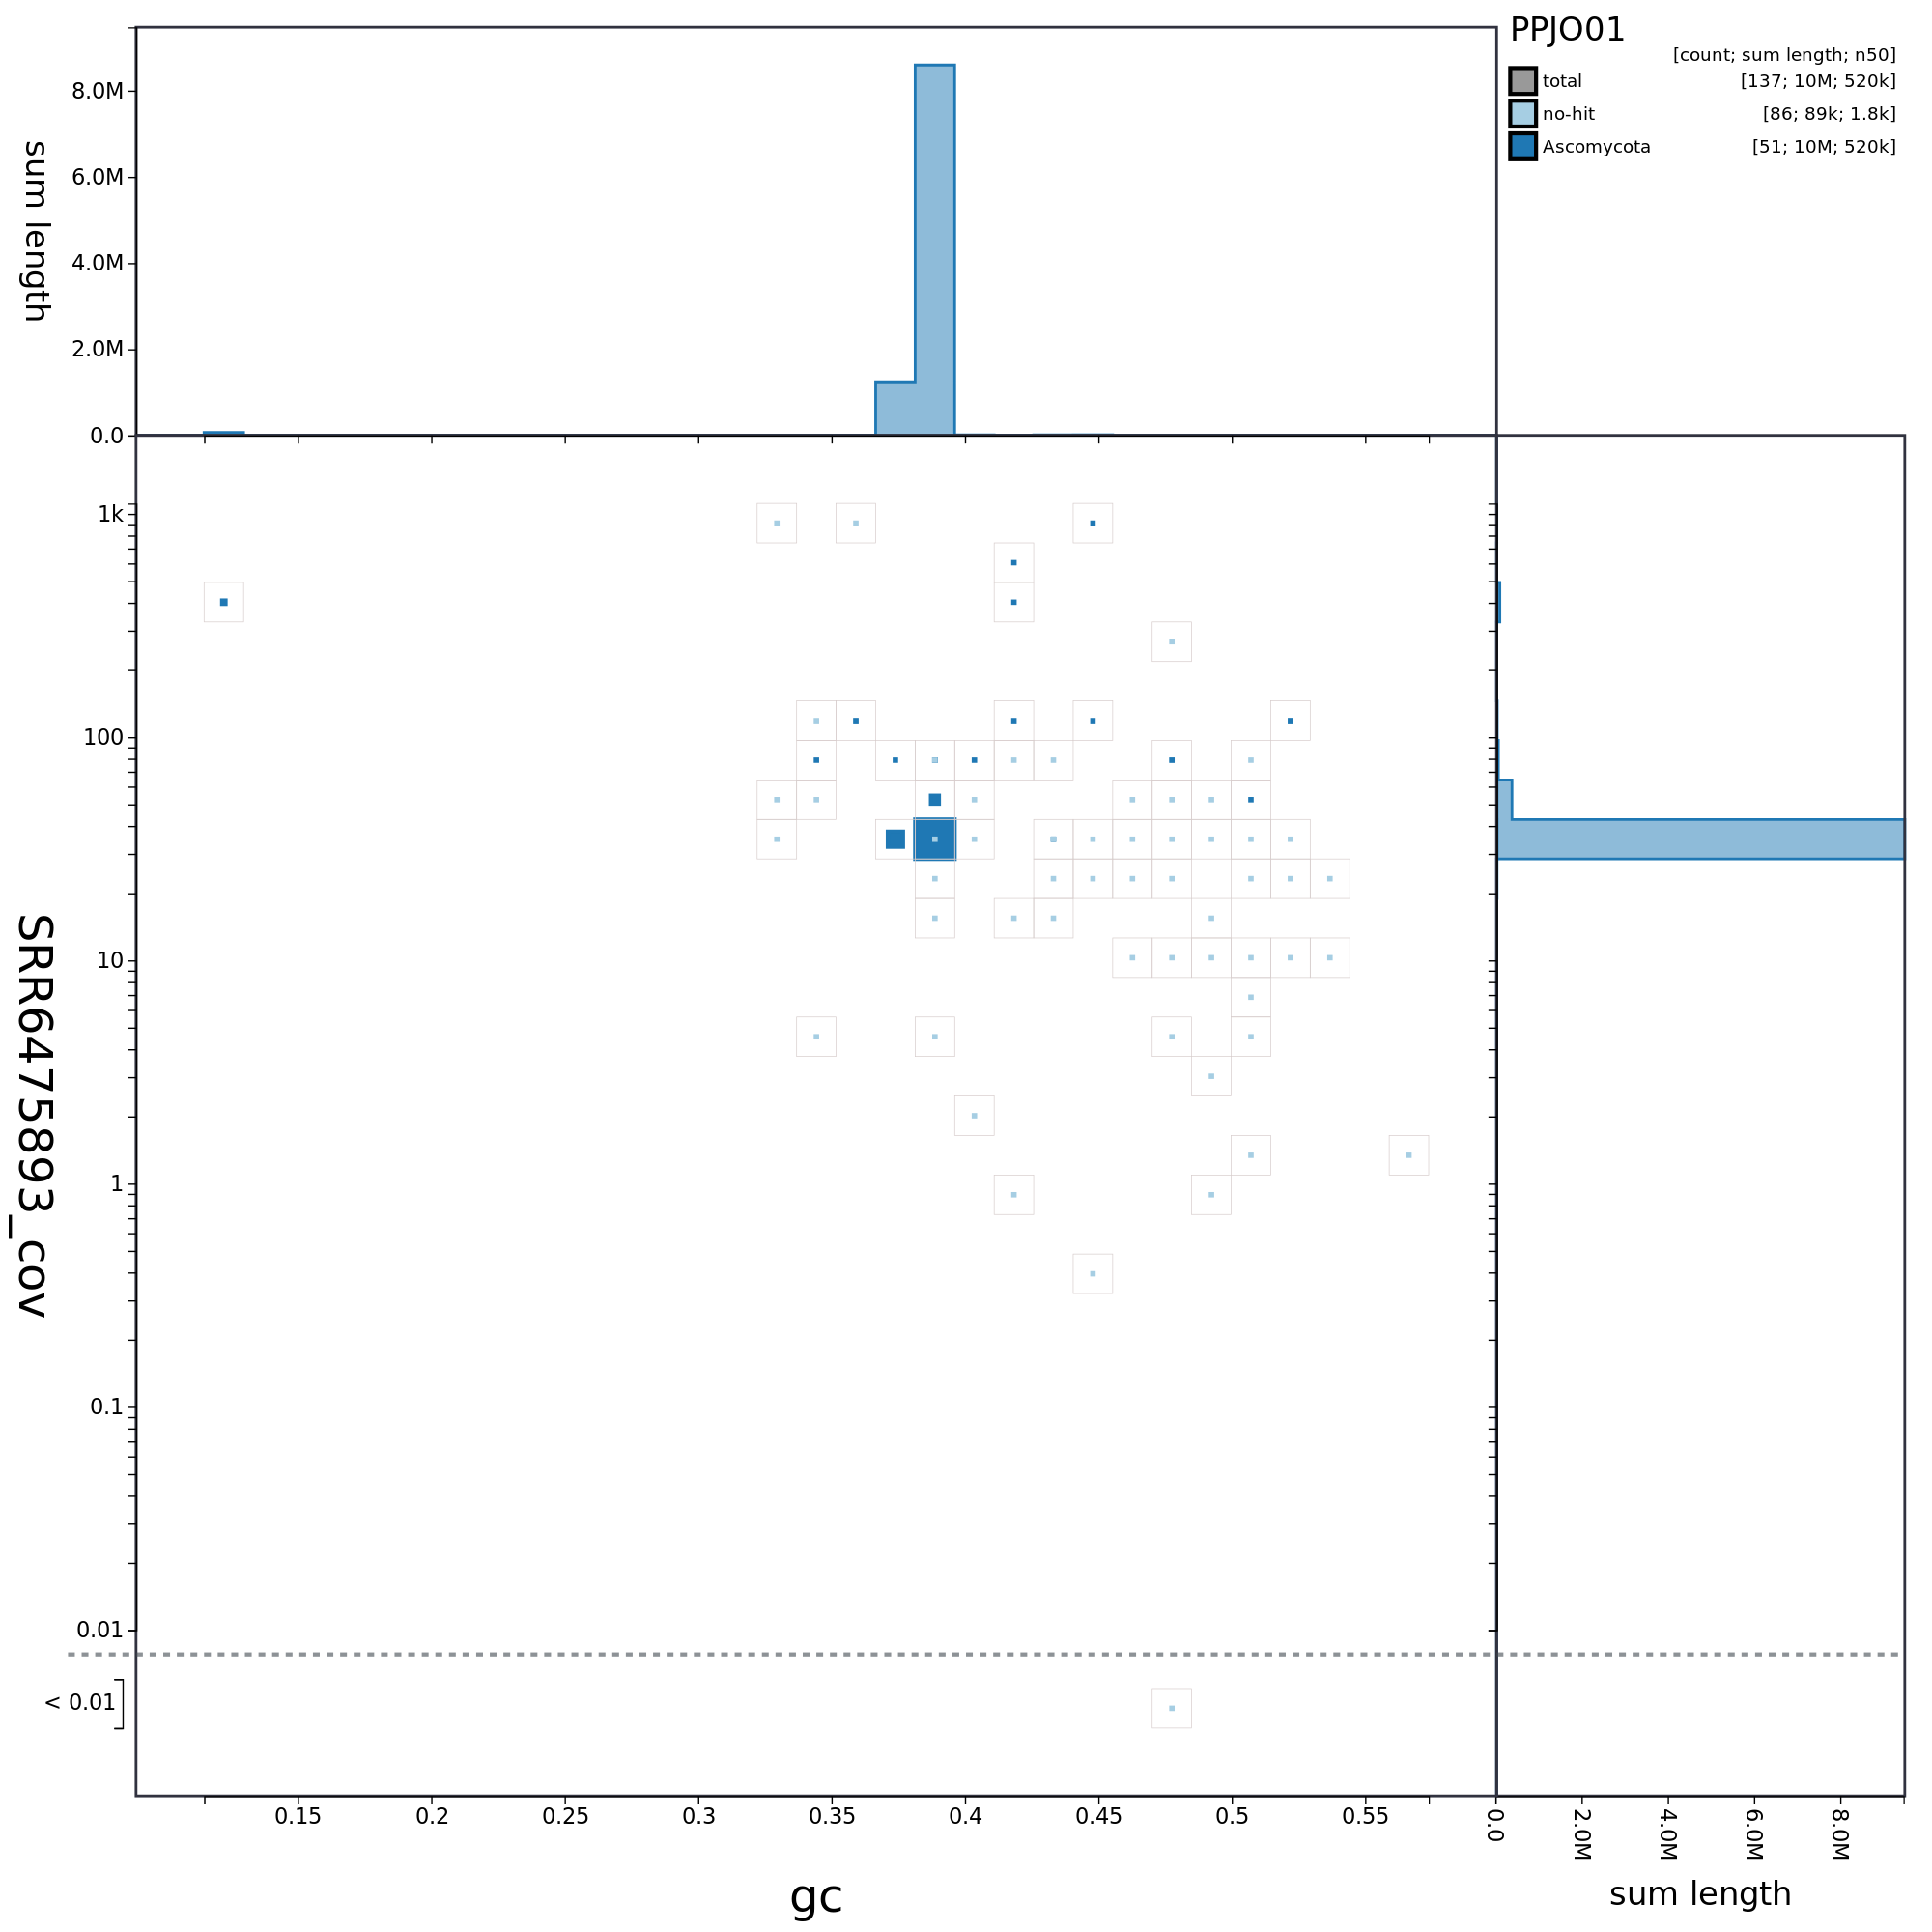 PPJO01
[count; sum length; n50]
total [137; 10M; 520k]
no-hit [86; 89k; 1.8k]
Ascomycota [51; 10M; 520k]
sum length
8.0M
6.0M
4.0M
2.0M
0.0
SRR6475893_cov
1k
100
10
1
0.1
0.01
< 0.01
0.15 0.2 0.25 0.3 0.35 0.4 0.45 0.5 0.55
gc
0.0 2.0M 4.0M 6.0M 8.0M
sum length